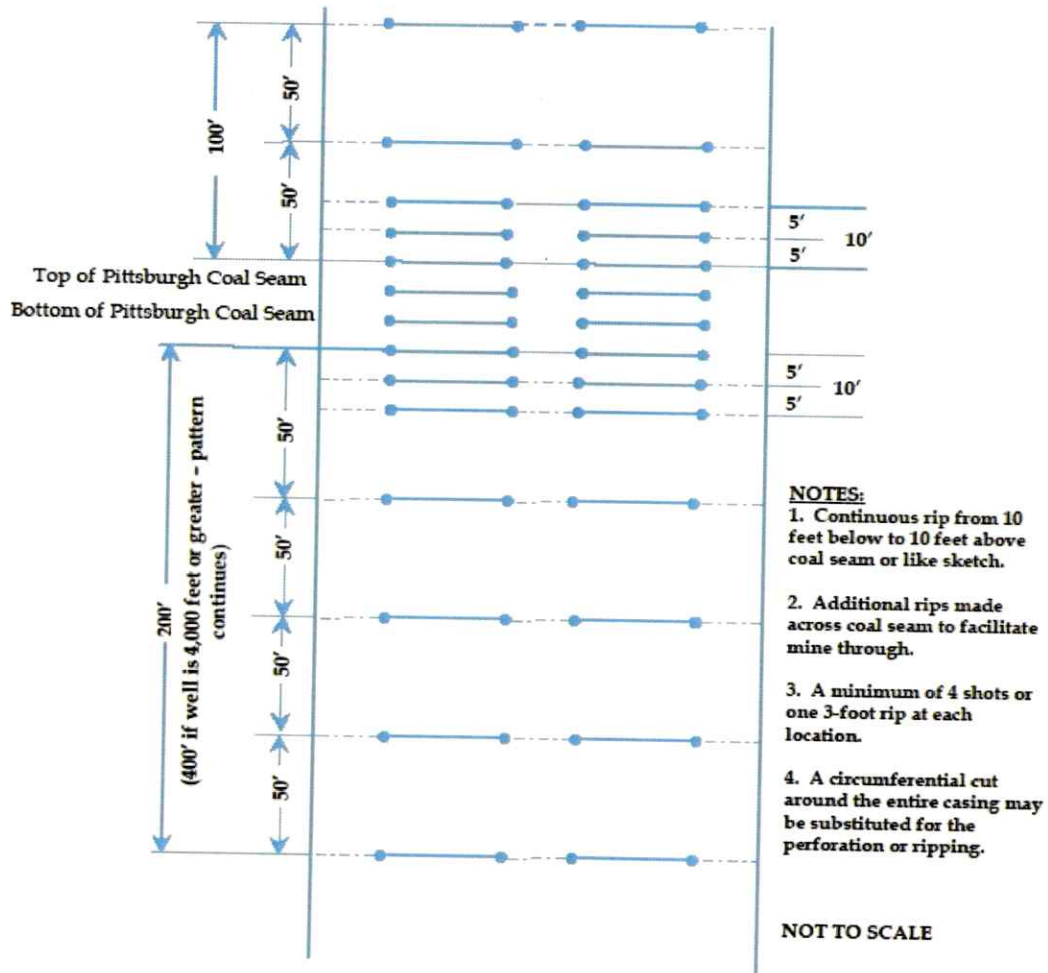 50'
100'
50'
5'
10'
5'
Top of Pittsburgh Coal Seam
Bottom of Pittsburgh Coal Seam
5'
10'
5'
50'
200'
(400' if well is 4,000 feet or greater – pattern
continues)
50'
50'
50'
NOTES:
1. Continuous rip from 10
feet below to 10 feet above
coal seam or like sketch.
2. Additional rips made
across coal seam to facilitate
mine through.
3. A minimum of 4 shots or
one 3-foot rip at each
location.
4. A circumferential cut
around the entire casing may
be substituted for the
perforation or ripping.
NOT TO SCALE